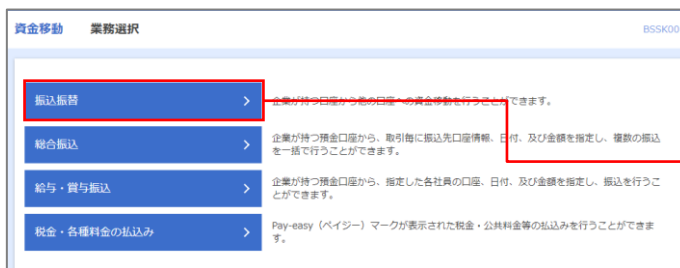 資金移動 業務選択 BSSK00
振込振替
企業が持つ口座から他の口座への資金移動を行うことができます。
総合振込
企業が持つ預金口座から、取引毎に振込先口座情報、日付、及び金額を指定し、複数の振込
を一括で行うことができます。
給与・賞与振込
企業が持つ預金口座から、指定した各社員の口座、日付、及び金額を指定し、振込を行うこ
とができます。
税金・各種料金の払込み
Pay-easy（ペイジー）マークが表示された税金・公共料金等の払込みを行うことができま
す。